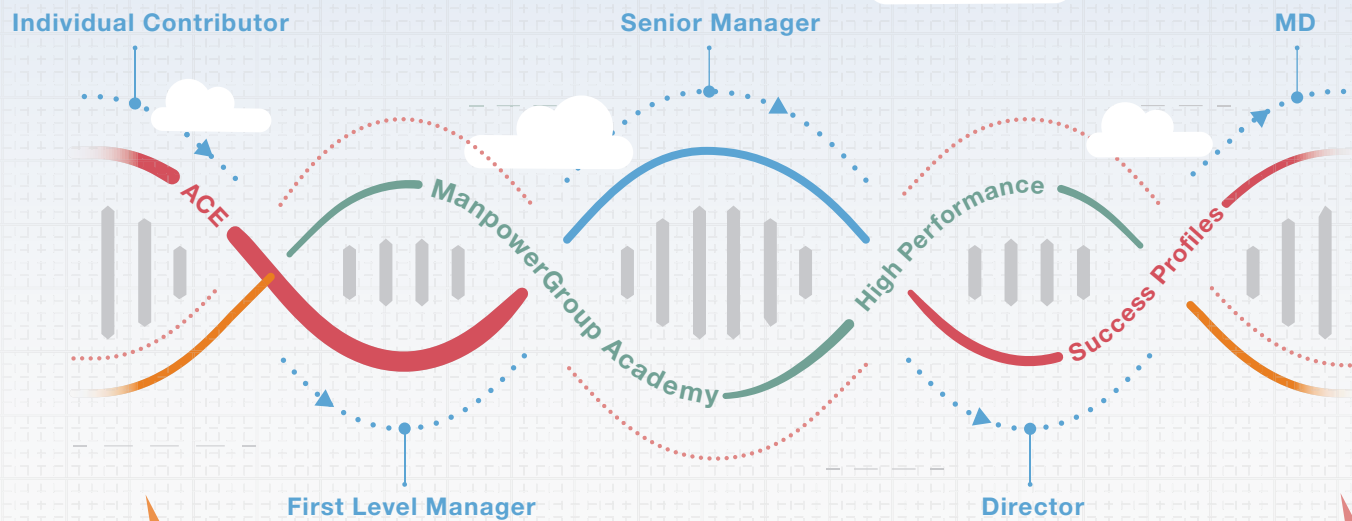 Individual Contributor
Senior Manager
MD
ACE
ManpowerGroup Academy
High Performance
Success Profiles
First Level Manager
Director